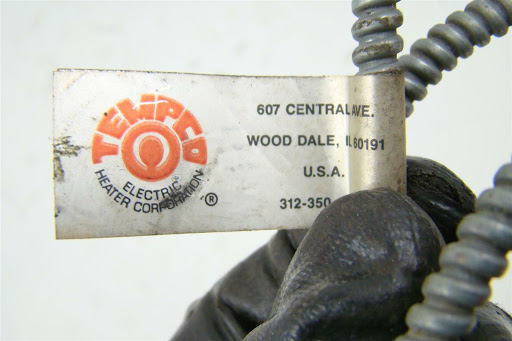 TEMPCO
ELECTRIC
HEATER CORPORATION
®
607 CENTRAL AVE.
WOOD DALE, IL 60191
U.S.A.
312-350